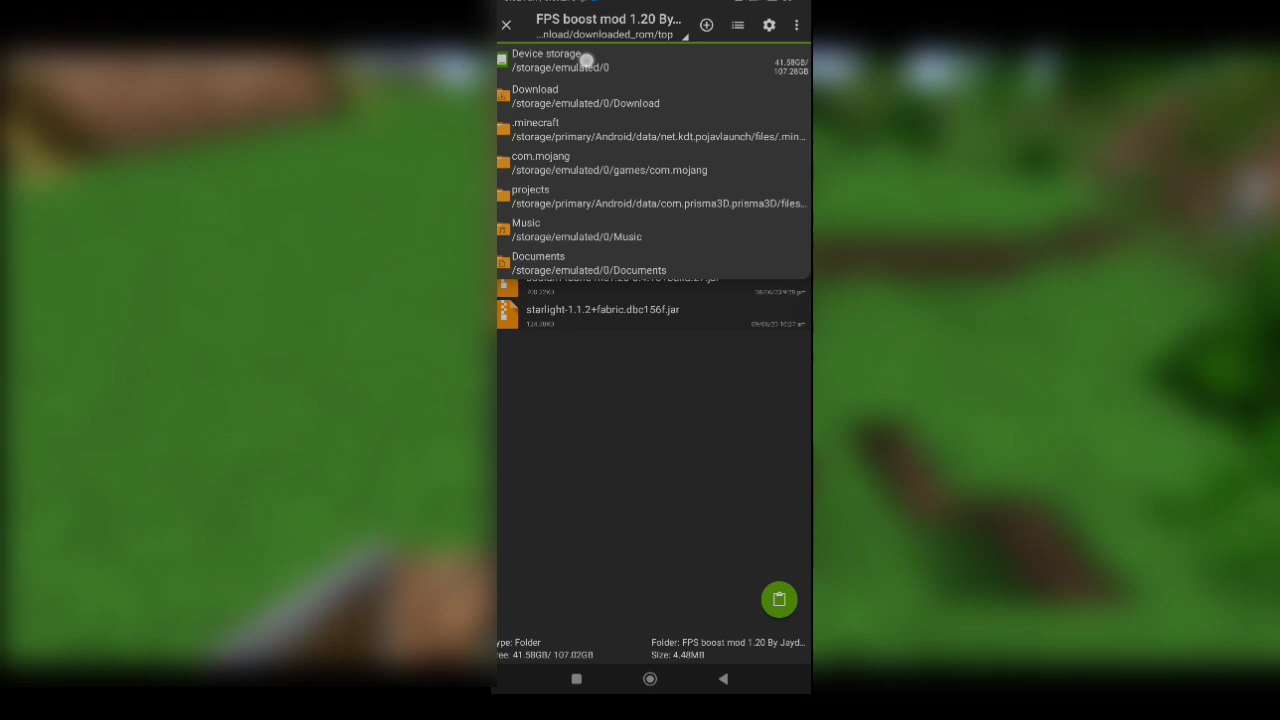 FPS boost mod 1.20 By...
...nload/downloaded_rom/top
Device storage
/storage/emulated/0
41.58GB/
107.28GB
Download
/storage/emulated/0/Download
.minecraft
/storage/primary/Android/data/net.kdt.pojavlaunch/files/.min...
com.mojang
/storage/emulated/0/games/com.mojang
projects
/storage/primary/Android/data/com.prisma3D.prisma3D/files...
Music
/storage/emulated/0/Music
Documents
/storage/emulated/0/Documents
starlight-1.1.2+fabric.dbc156f.jar
ype: Folder
Folder: FPS boost mod 1.20 By Jayd...
ree: 41.58GB/ 107.02GB
Size: 4.48MB